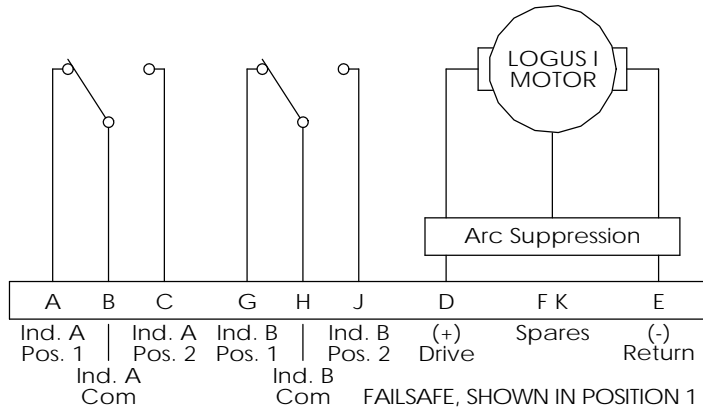 LOGUS I
MOTOR
Arc Suppression
A B C G H J D F K E
Ind. A Ind. A Ind. B Ind. B (+) Spares (-)
Pos. 1 Pos. 2 Pos. 1 Pos. 2 Drive Return
Ind. A Ind. B
Com Com FAILSAFE, SHOWN IN POSITION 1